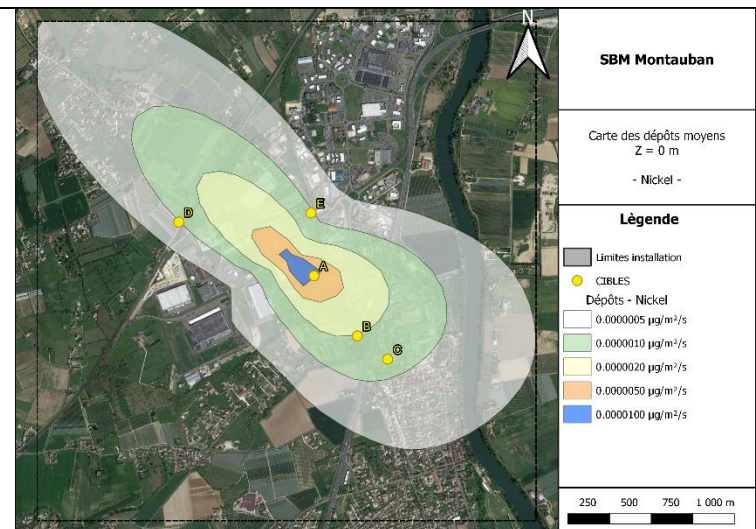 N
SBM Montauban
Carte des dépôts moyens
Z = 0 m
- Nickel -
Lègende
Limites installation
CIBLES
Dépôts - Nickel
0.0000005 µg/m²/s
0.0000010 µg/m²/s
0.0000020 µg/m²/s
0.0000050 µg/m²/s
0.0000100 µg/m²/s
250 500 750 1 000 m
E
D
A
B
C